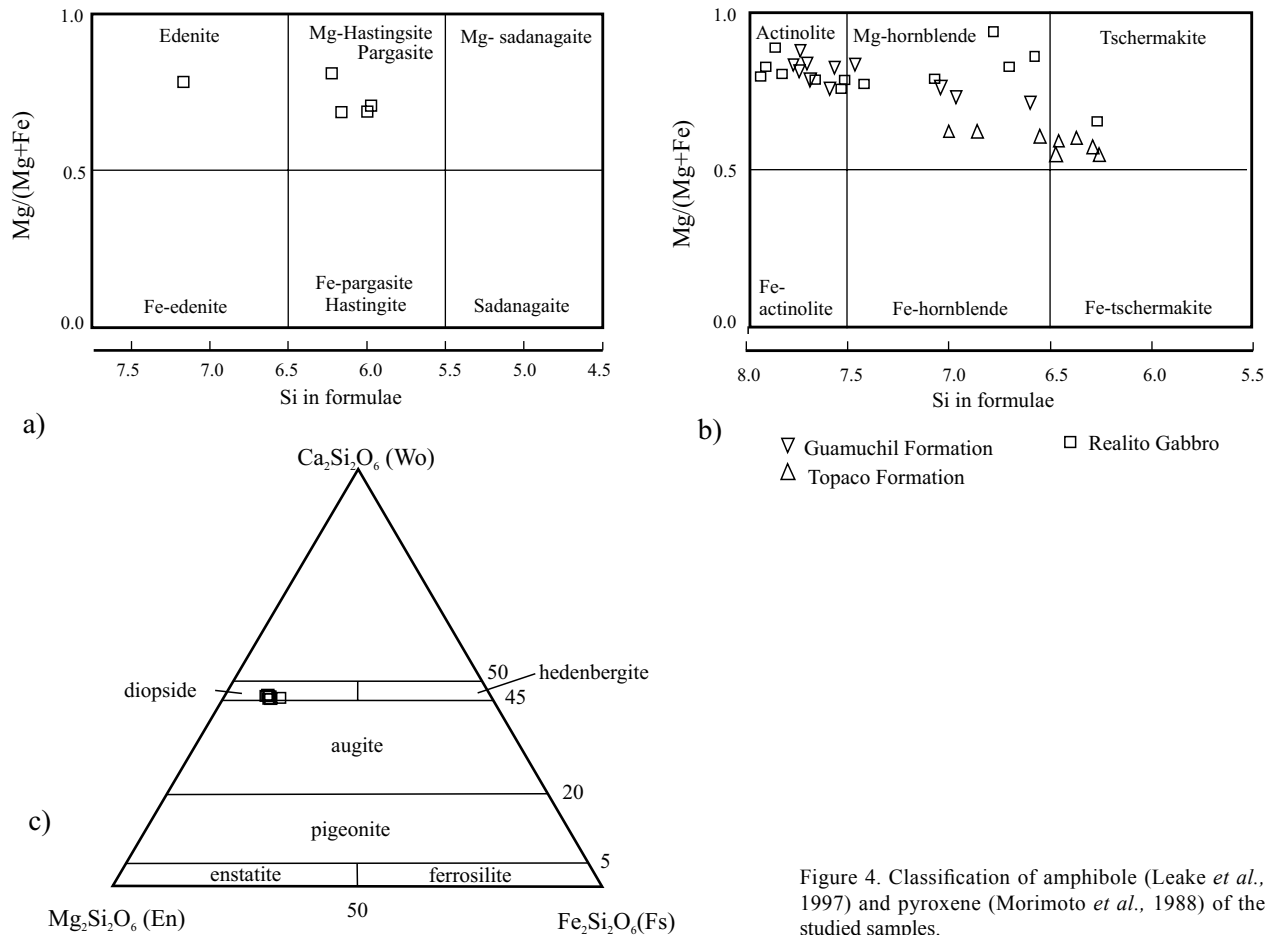 1.0
Edenite
Mg-Hastingsite
Pargasite
Mg- sadanagaite
Mg/(Mg+Fe)
0.5
Fe-edenite
Fe-pargasite
Hastingite
Sadanagaite
0.0
7.5 7.0 6.5 6.0 5.5 5.0 4.5
Si in formulae
a)
1.0
Actinolite
Mg-hornblende
Tschermakite
Mg/(Mg+Fe)
0.5
Fe-
actinolite
Fe-hornblende
Fe-tschermakite
0.0
8.0 7.5 7.0 6.5 6.0 5.5
Si in formulae
b)
Guamuchil Formation
Realito Gabbro
Topaco Formation
Ca₂Si₂O₆ (Wo)
50
hedenbergite
diopside
45
augite
20
c)
pigeonite
5
enstatite
ferrosilite
Mg₂Si₂O₆ (En)
50
Fe₂Si₂O₆(Fs)
Figure 4. Classification of amphibole (Leake et al.,
1997) and pyroxene (Morimoto et al., 1988) of the
studied samples.